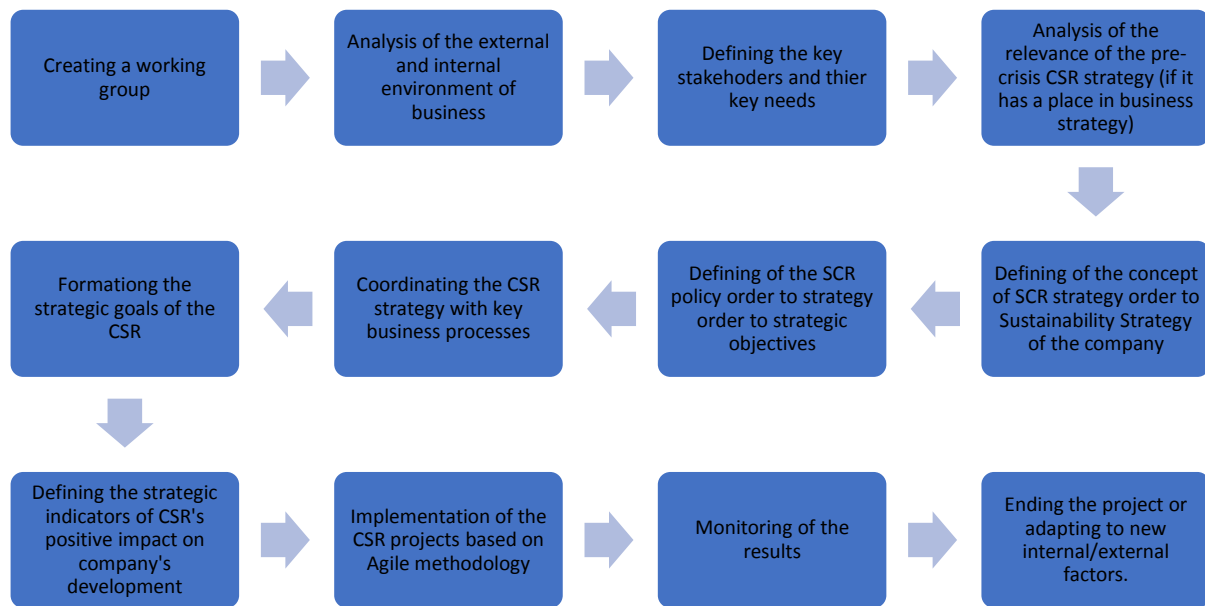 Creating a working
group
Analysis of the external
and internal
environment of
business
Defining the key
stakehoders and thier
key needs
Analysis of the
relevance of the pre-
crisis CSR strategy (if it
has a place in business
strategy)
Defining of the concept
of SCR strategy order to
Sustainability Strategy
of the company
Defining of the SCR
policy order to strategy
order to strategic
objectives
Coordinating the CSR
strategy with key
business processes
Formationg the
strategic goals of the
CSR
Defining the strategic
indicators of CSR's
positive impact on
company's
development
Implementation of the
CSR projects based on
Agile methodology
Monitoring of the
results
Ending the project or
adapting to new
internal/external
factors.